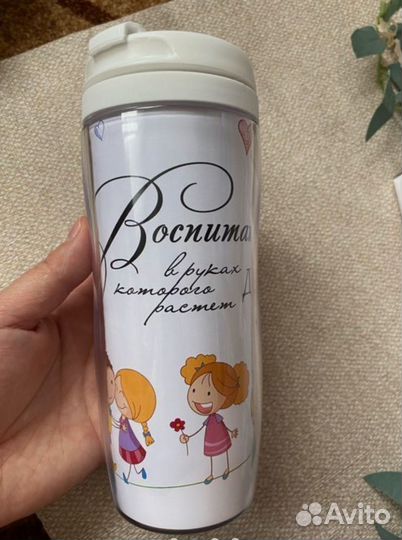 Воспита
в руках
которого
растет Д
Avito